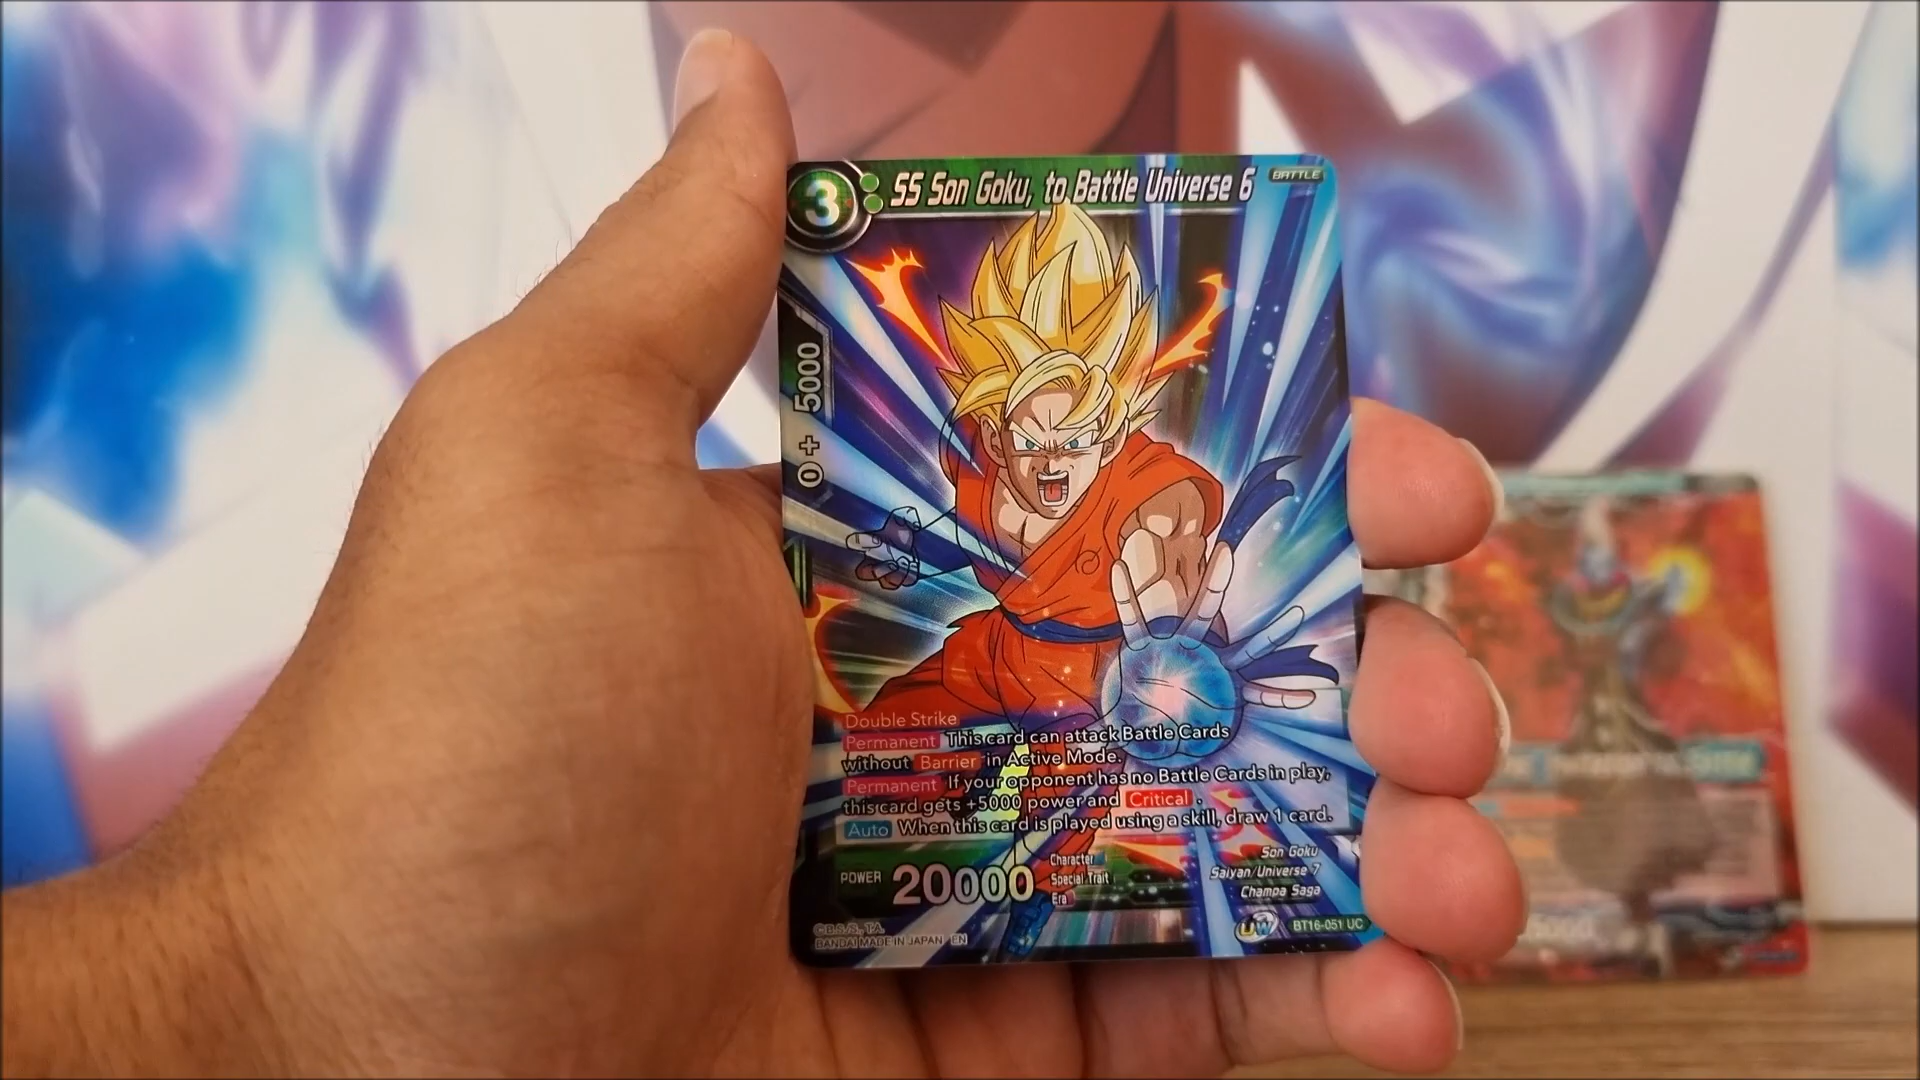 3 SS Son Goku, to Battle Universe 6 BATTLE
0 + 5000
Double Strike
Permanent This card can attack Battle Cards
without Barrier in Active Mode.
Permanent If your opponent has no Battle Cards in play,
this card gets +5000 power and Critical .
Auto When this card is played using a skill, draw 1 card.
POWER 20000
Character Son Goku
Special Trait Saiyan/Universe 7
Era Champa Saga
©B.S./S., T.A.
BANDAI MADE IN JAPAN EN
UW BT16-051 UC